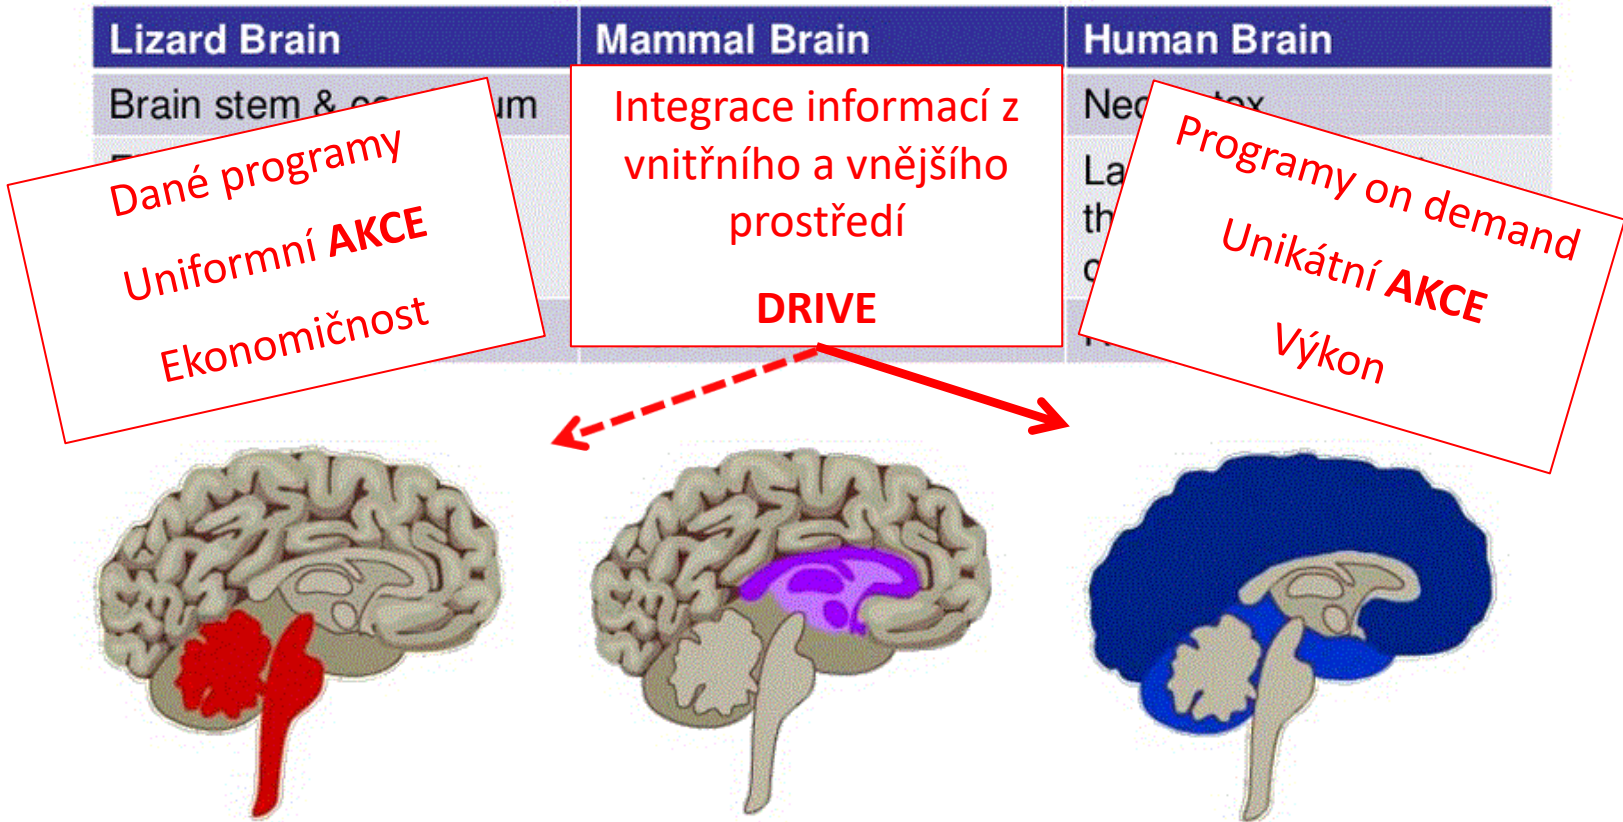 Lizard Brain
Mammal Brain
Human Brain
Brain stem &
Dané programy
Uniformní AKCE
Ekonomičnost
Integrace informací z
vnitřního a vnějšího
prostředí
DRIVE
Programy on demand
Unikátní AKCE
Výkon